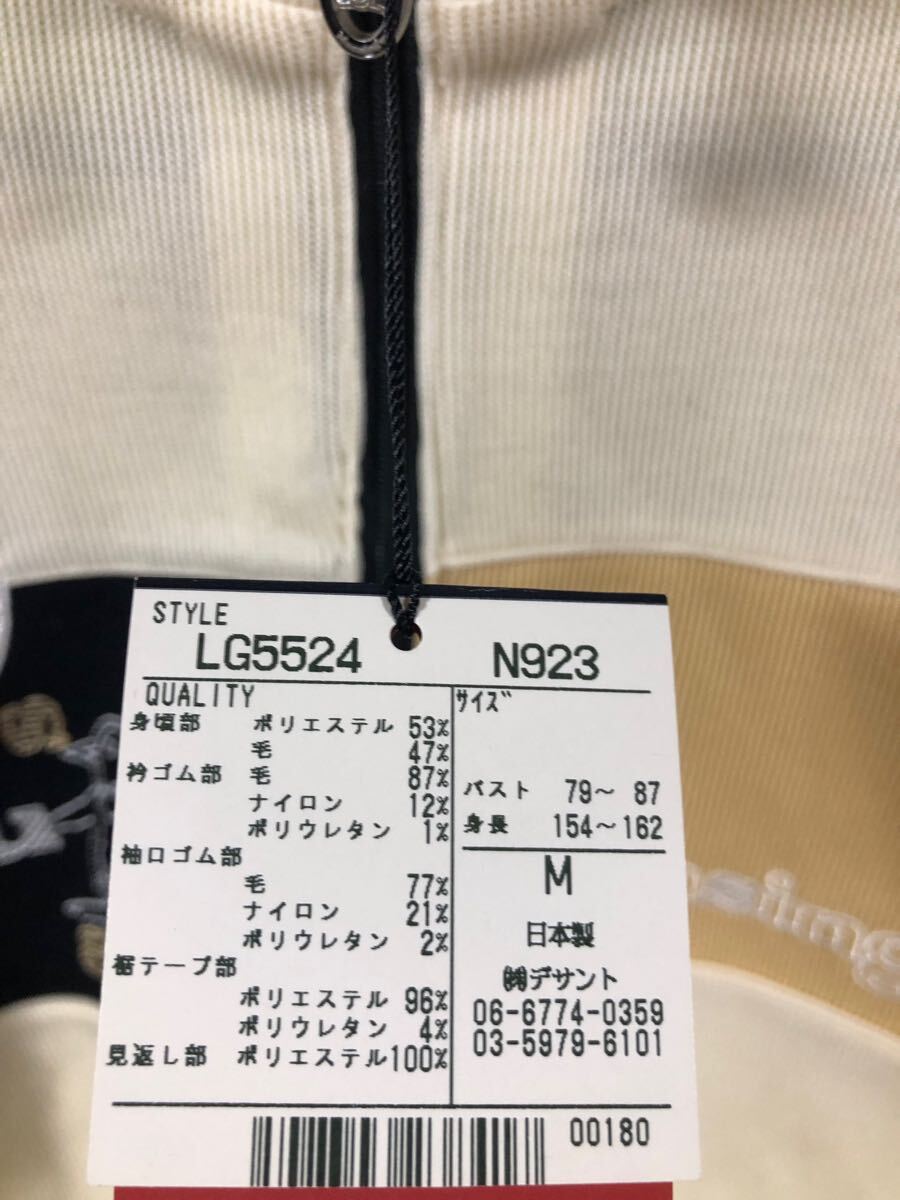 STYLE
LG5524 N923
QUALITY
身頃部 ポリエステル 53%
毛 47%
衿ゴム部 毛 87%
ナイロン 12%
ポリウレタン 1%
袖口ゴム部
毛 77%
ナイロン 21%
ポリウレタン 2%
裾テープ部
ポリエステル 96%
ポリウレタン 4%
見返し部 ポリエステル100%
サイズ
バスト 79〜 87
身長 154〜162
M
日本製
㈱デサント
06-6774-0359
03-5979-6101
00180